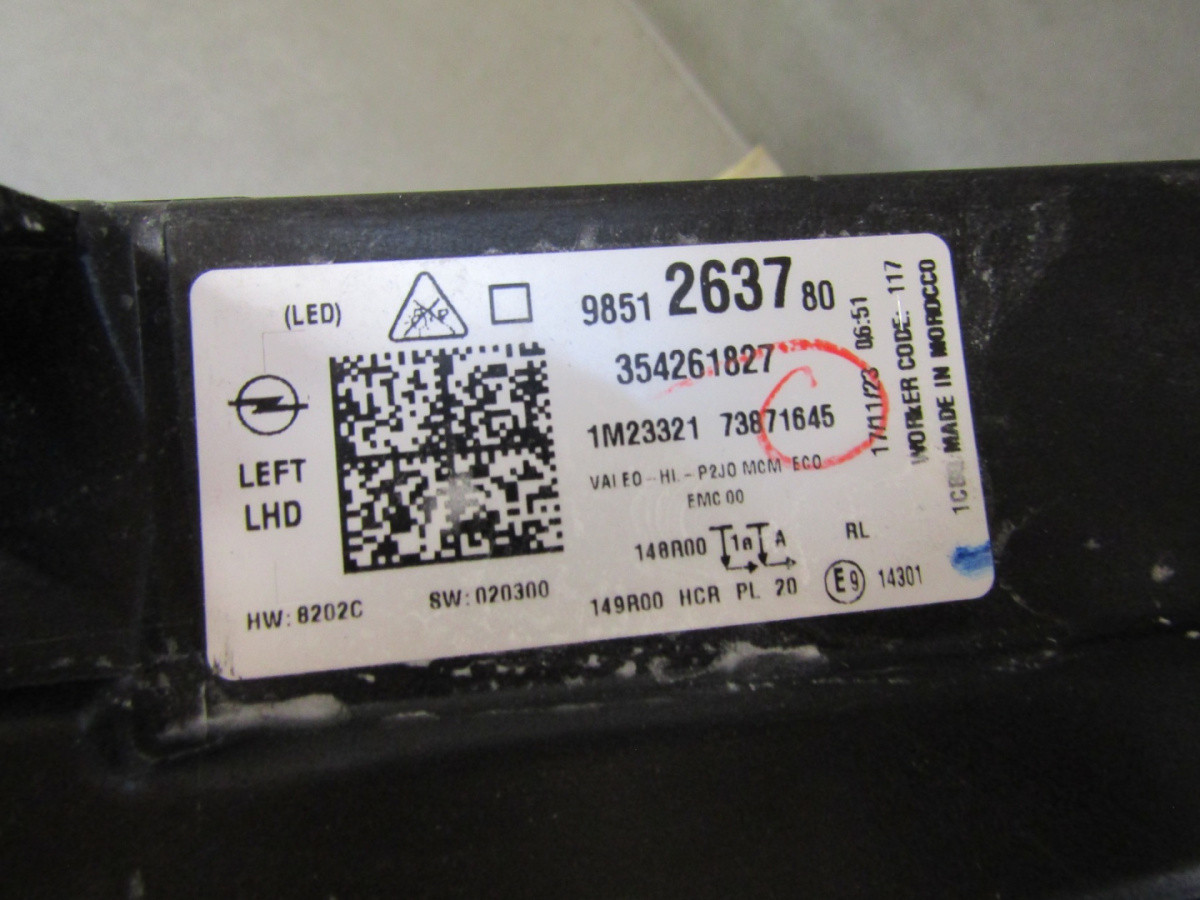 (LED)
LEFT
LHD
HW: 8202C
SW: 020300
9851 2637 80
354261827
1M23321 73871645
VALEO-HL-P2JO MCM ECO
EMC 00
148R00 1a A RL
149R00 HCR PL 20 E9 14301
17/11/23 06:51
WORKER CODE: 117
MADE IN MOROCCO